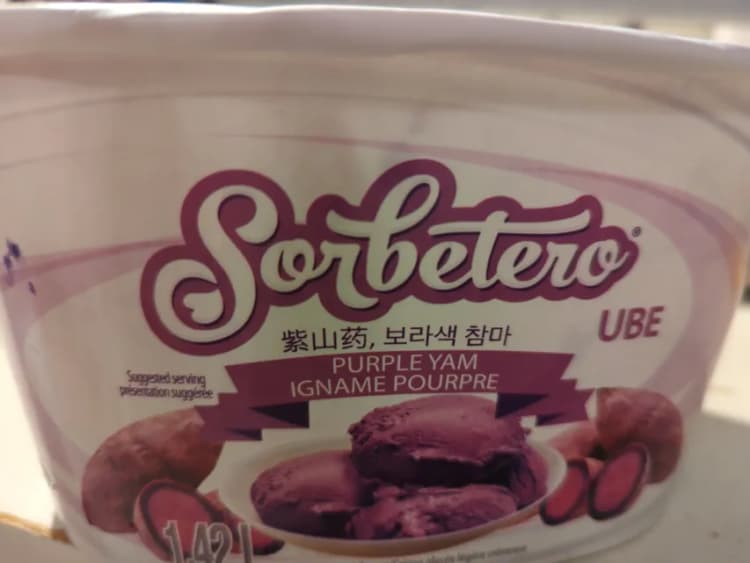 Sorbetero®
紫山药, 보라색 참마
UBE
PURPLE YAM
IGNAME POURPRE
Suggested serving
présentation suggérée
1.42 l